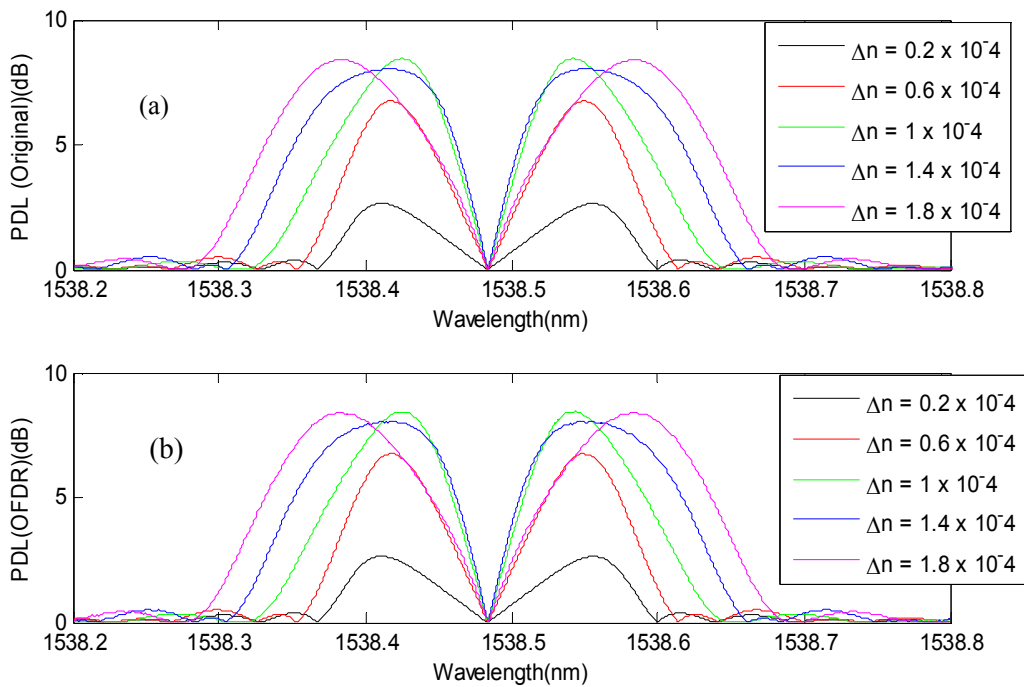 10
5
0
PDL (Original)(dB)
(a)
Δn = 0.2 x 10⁻⁴
Δn = 0.6 x 10⁻⁴
Δn = 1 x 10⁻⁴
Δn = 1.4 x 10⁻⁴
Δn = 1.8 x 10⁻⁴
1538.2 1538.3 1538.4 1538.5 1538.6 1538.7 1538.8
Wavelength(nm)
10
5
0
PDL(OFDR)(dB)
(b)
Δn = 0.2 x 10⁻⁴
Δn = 0.6 x 10⁻⁴
Δn = 1 x 10⁻⁴
Δn = 1.4 x 10⁻⁴
Δn = 1.8 x 10⁻⁴
1538.2 1538.3 1538.4 1538.5 1538.6 1538.7 1538.8
Wavelength(nm)